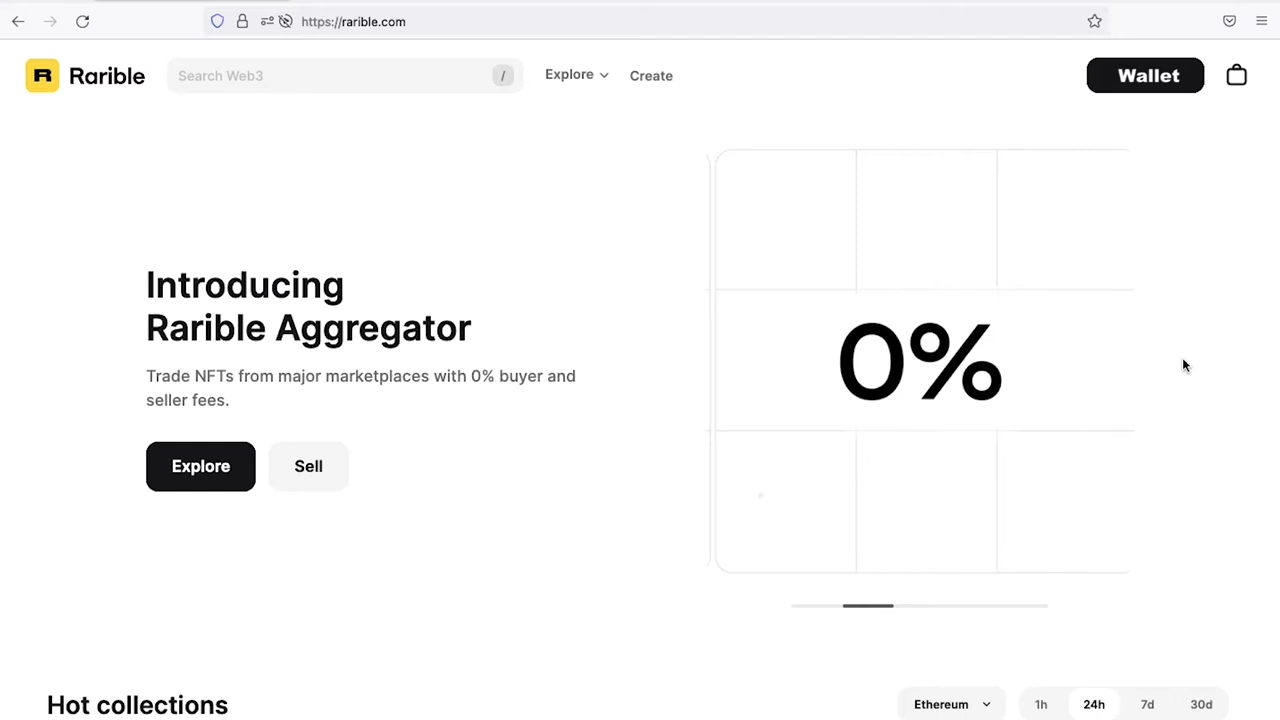 https://rarible.com
R Rarible
Search Web3
/
Explore
Create
Wallet
Introducing
Rarible Aggregator
Trade NFTs from major marketplaces with 0% buyer and
seller fees.
Explore
Sell
0%
Hot collections
Ethereum
1h
24h
7d
30d